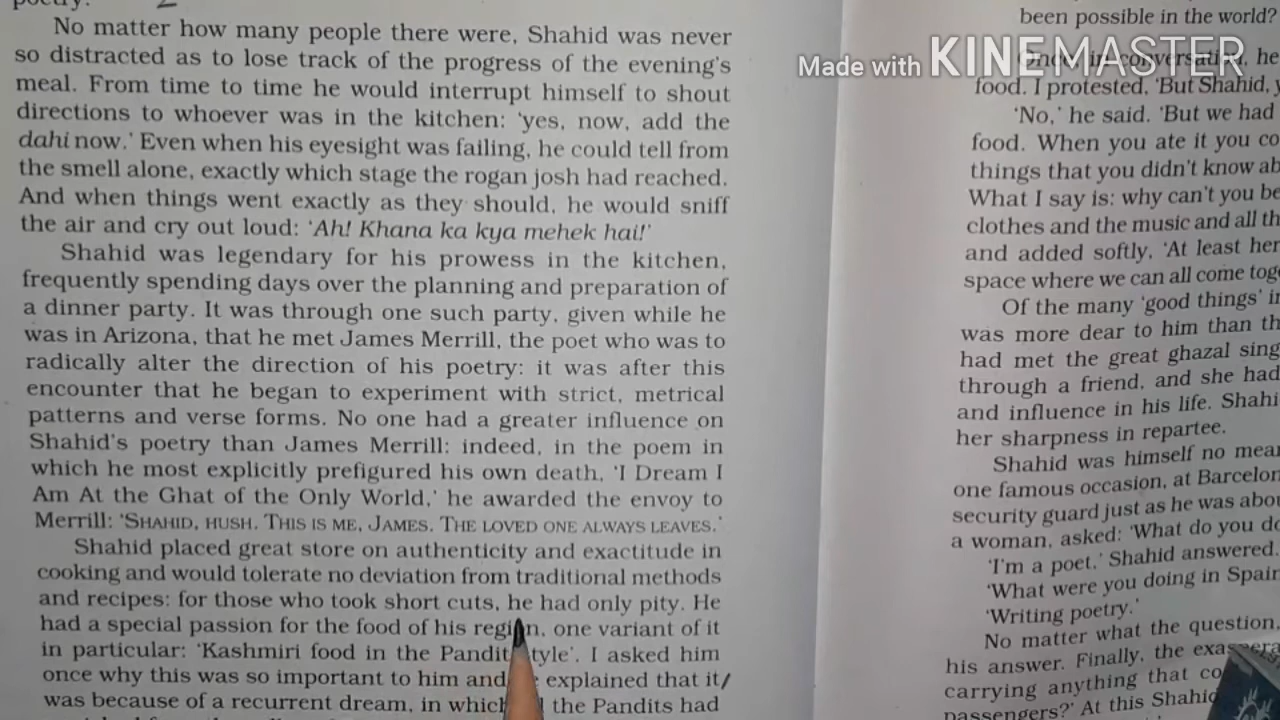 poetry.
No matter how many people there were, Shahid was never
so distracted as to lose track of the progress of the evening's
meal. From time to time he would interrupt himself to shout
directions to whoever was in the kitchen: 'yes, now, add the
dahi now.' Even when his eyesight was failing, he could tell from
the smell alone, exactly which stage the rogan josh had reached.
And when things went exactly as they should, he would sniff
the air and cry out loud: 'Ah! Khana ka kya mehek hai!'
Shahid was legendary for his prowess in the kitchen,
frequently spending days over the planning and preparation of
a dinner party. It was through one such party, given while he
was in Arizona, that he met James Merrill, the poet who was to
radically alter the direction of his poetry: it was after this
encounter that he began to experiment with strict, metrical
patterns and verse forms. No one had a greater influence on
Shahid's poetry than James Merrill: indeed, in the poem in
which he most explicitly prefigured his own death, 'I Dream I
Am At the Ghat of the Only World,' he awarded the envoy to
Merrill: 'SHAHID, HUSH. THIS IS ME, JAMES. THE LOVED ONE ALWAYS LEAVES.'
Shahid placed great store on authenticity and exactitude in
cooking and would tolerate no deviation from traditional methods
and recipes: for those who took short cuts, he had only pity. He
had a special passion for the food of his region, one variant of it
in particular: 'Kashmiri food in the Pandit style'. I asked him
once why this was so important to him and explained that it
was because of a recurrent dream, in which the Pandits had
been possible in the world?
Made with KINEMASTER
Once, in conversation, he
food. I protested, 'But Shahid,
'No,' he said. 'But we had
food. When you ate it you
things that you didn't know
What I say is: why can't you
clothes and the music and all
and added softly, 'At least
space where we can all come
Of the many 'good things'
was more dear to him than
had met the great ghazal
through a friend, and she had
and influence in his life.
her sharpness in repartee.
Shahid was himself no
one famous occasion, at
security guard just as he was
a woman, asked: 'What do you
'I'm a poet,' Shahid answered.
'What were you doing in
'Writing poetry.'
No matter what the question,
his answer. Finally, the
carrying anything that
passengers?' At this